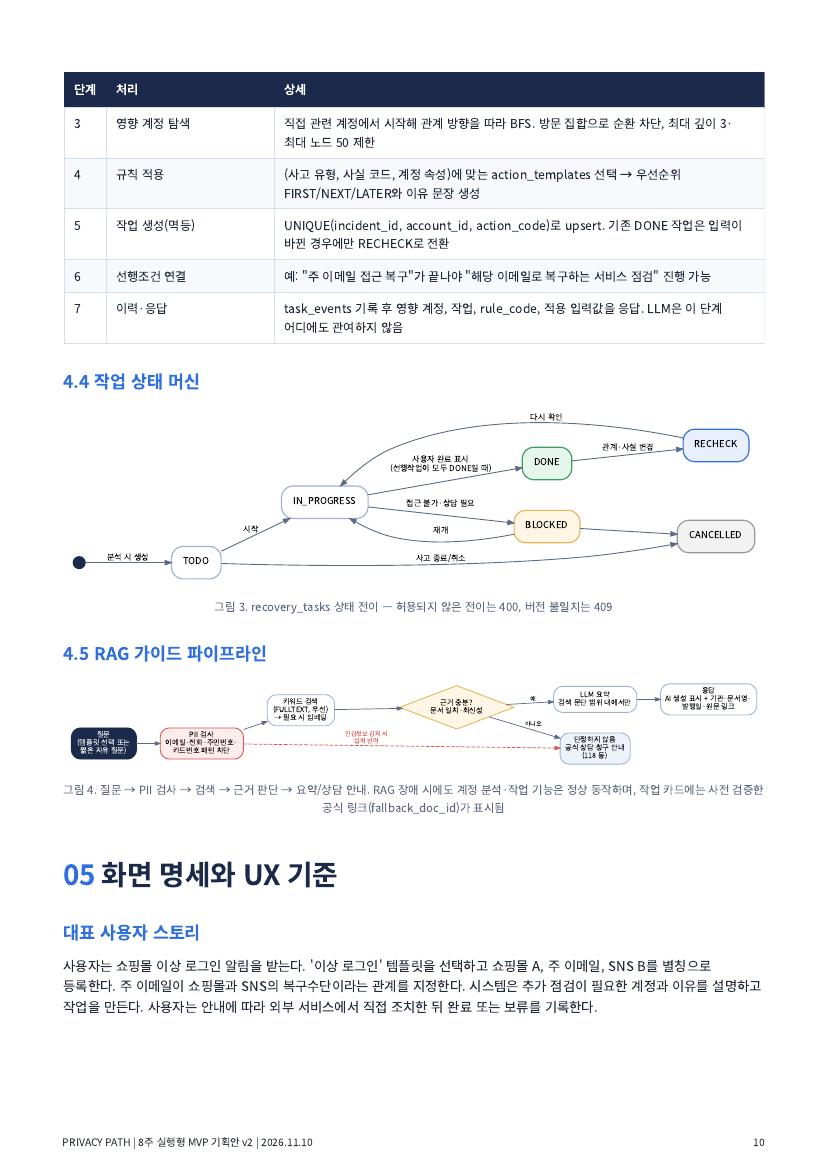 단계 처리 상세
3 영향 계정 탐색 직접 관련 계정에서 시작해 관계 방향을 따라 BFS. 방문 집합으로 순환 차단, 최대 깊이 3·
최대 노드 50 제한
4 규칙 적용 (사고 유형, 사실 코드, 계정 속성)에 맞는 action_templates 선택 → 우선순위
FIRST/NEXT/LATER와 이유 문장 생성
5 작업 생성(멱등) UNIQUE(incident_id, account_id, action_code)로 upsert. 기존 DONE 작업은 입력이
바뀐 경우에만 RECHECK로 전환
6 선행조건 연결 예: "주 이메일 접근 복구"가 끝나야 "해당 이메일로 복구하는 서비스 점검" 진행 가능
7 이력·응답 task_events 기록 후 영향 계정, 작업, rule_code, 적용 입력값을 응답. LLM은 이 단계
어디에도 관여하지 않음
4.4 작업 상태 머신
다시 확인
RECHECK
관계·사실 변경
사용자 완료 표시
(선행작업이 모두 DONE일 때)
DONE
IN_PROGRESS
접근 불가·상담 필요
BLOCKED
시작
재개
CANCELLED
분석 시 생성
TODO
사고 종료/취소
그림 3. recovery_tasks 상태 전이 — 허용되지 않은 전이는 400, 버전 불일치는 409
4.5 RAG 가이드 파이프라인
질문
(템플릿 선택 또는
짧은 자유 질문)
PII 검사
이메일·전화·주민번호·
카드번호 패턴 차단
키워드 검색
(FULLTEXT, 우선)
→ 필요 시 임베딩
민감정보 감지 시
입력 반려
근거 충분?
문서 일치·최신성
예
아니오
LLM 요약
검색 문단 범위 내에서만
응답
AI 생성 표시 + 기관·문서명·
발행일·원문 링크
단정하지 않음
공식 상담 창구 안내
(118 등)
그림 4. 질문 → PII 검사 → 검색 → 근거 판단 → 요약/상담 안내. RAG 장애 시에도 계정 분석·작업 기능은 정상 동작하며, 작업 카드에는 사전 검증한
공식 링크(fallback_doc_id)가 표시됨
05 화면 명세와 UX 기준
대표 사용자 스토리
사용자는 쇼핑몰 이상 로그인 알림을 받는다. '이상 로그인' 템플릿을 선택하고 쇼핑몰 A, 주 이메일, SNS B를 별칭으로
등록한다. 주 이메일이 쇼핑몰과 SNS의 복구수단이라는 관계를 지정한다. 시스템은 추가 점검이 필요한 계정과 이유를 설명하고
작업을 만든다. 사용자는 안내에 따라 외부 서비스에서 직접 조치한 뒤 완료 또는 보류를 기록한다.
PRIVACY PATH | 8주 실행형 MVP 기획안 v2 | 2026.11.10 10